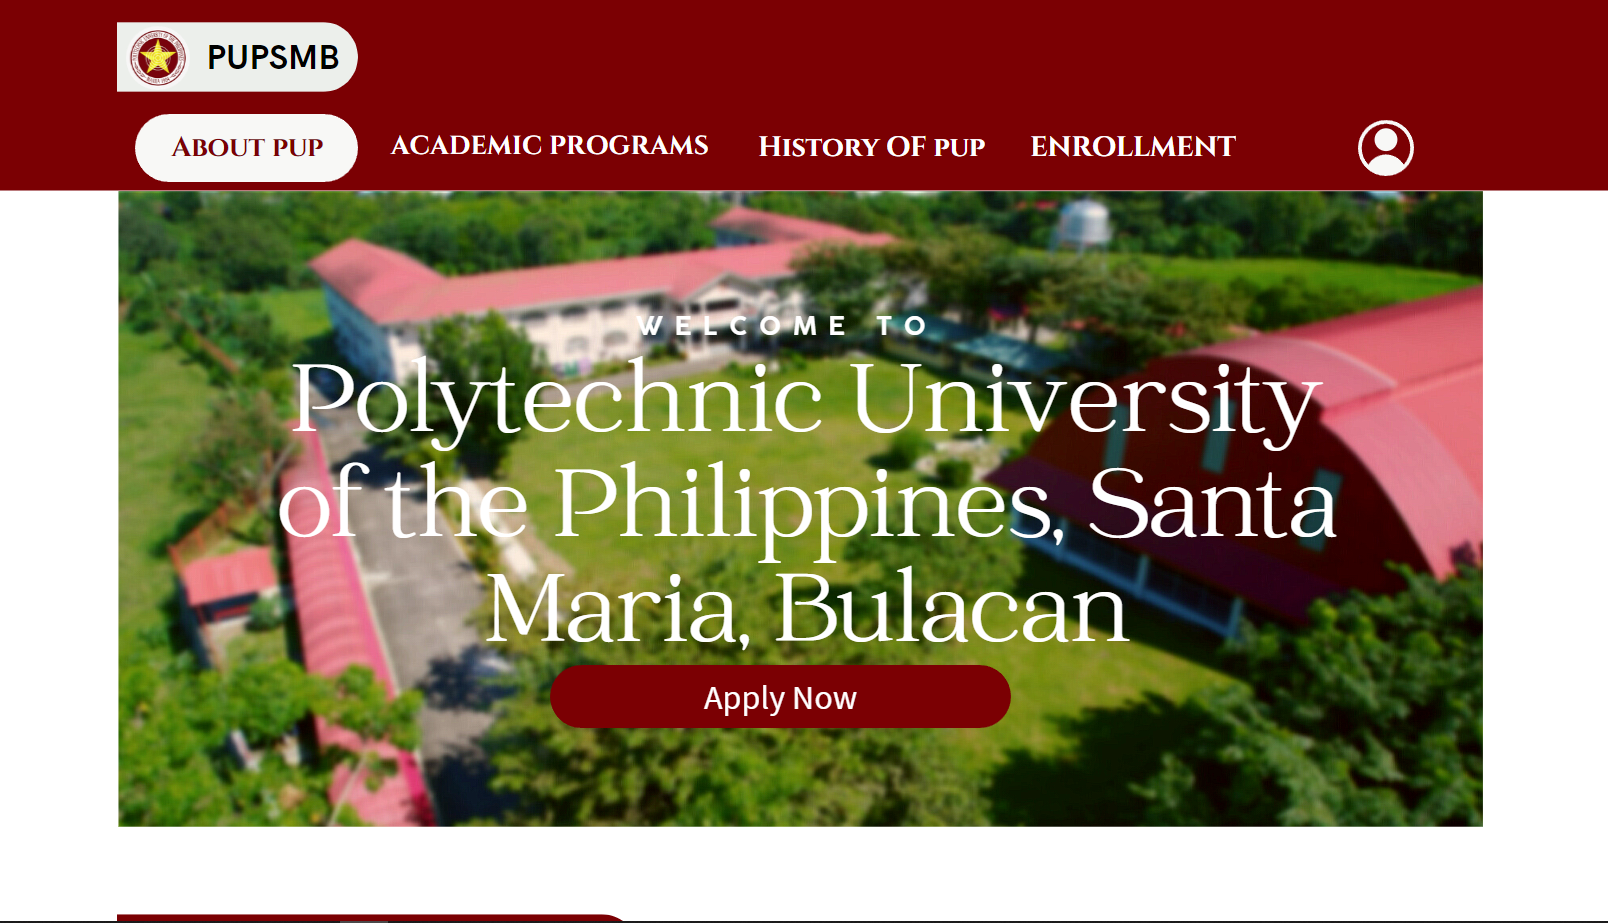 PUPSMB
ABOUT PUP
ACADEMIC PROGRAMS
HISTORY OF PUP
ENROLLMENT
WELCOME TO
Polytechnic University
of the Philippines, Santa
Maria, Bulacan
Apply Now